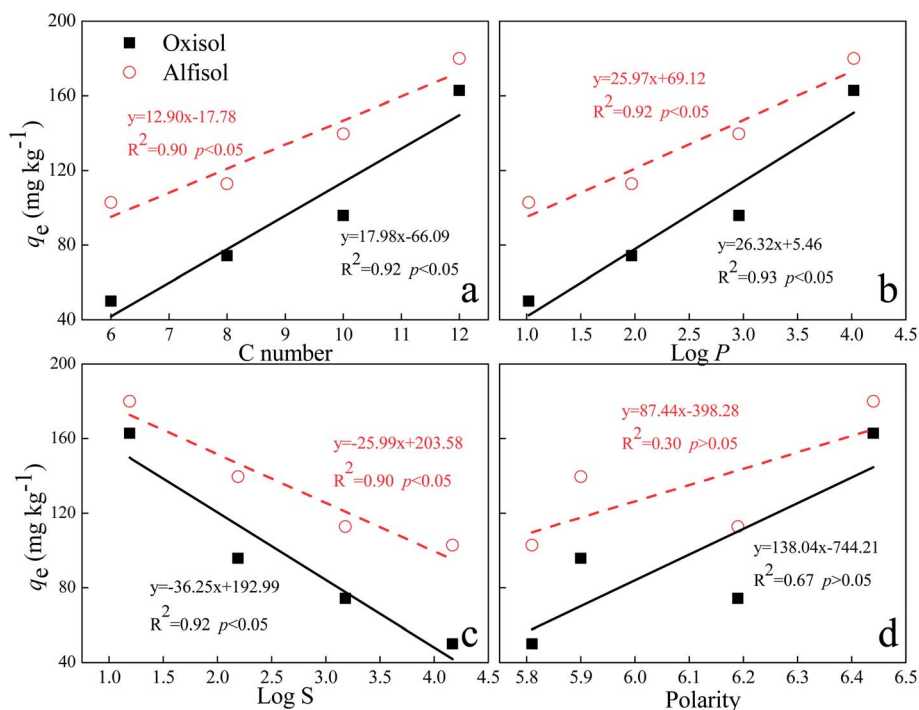 200
160
120
80
40
qe (mg kg-1)
Oxisol
Alfisol
y=12.90x-17.78
R2=0.90 p<0.05
y=17.98x-66.09
R2=0.92 p<0.05
a
6 7 8 9 10 11 12
C number
y=25.97x+69.12
R2=0.92 p<0.05
y=26.32x+5.46
R2=0.93 p<0.05
b
1.0 1.5 2.0 2.5 3.0 3.5 4.0 4.5
Log P
200
160
120
80
40
qe (mg kg-1)
y=-25.99x+203.58
R2=0.90 p<0.05
y=-36.25x+192.99
R2=0.92 p<0.05
c
1.0 1.5 2.0 2.5 3.0 3.5 4.0 4.5
Log S
y=87.44x-398.28
R2=0.30 p>0.05
y=138.04x-744.21
R2=0.67 p>0.05
d
5.8 5.9 6.0 6.1 6.2 6.3 6.4 6.5
Polarity